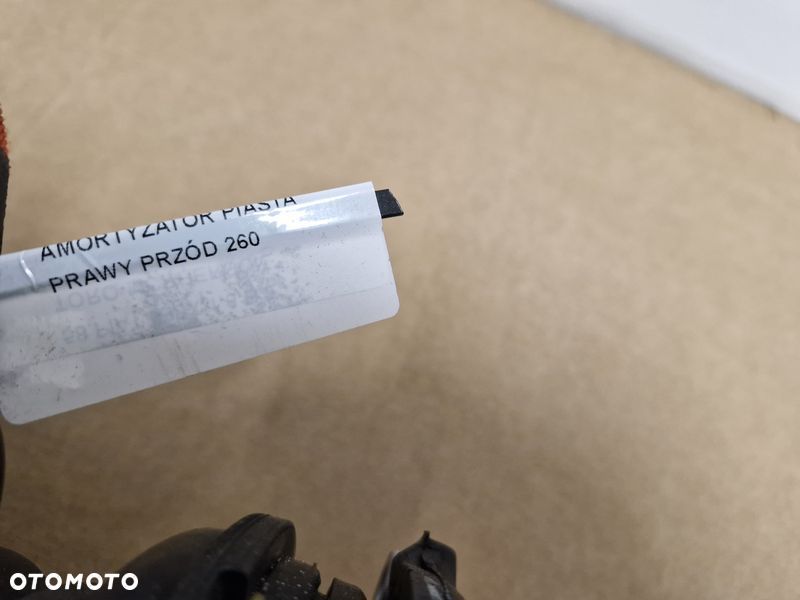 AMORTYZATOR PIASTA
PRAWY PRZÓD 260
OTOMOTO